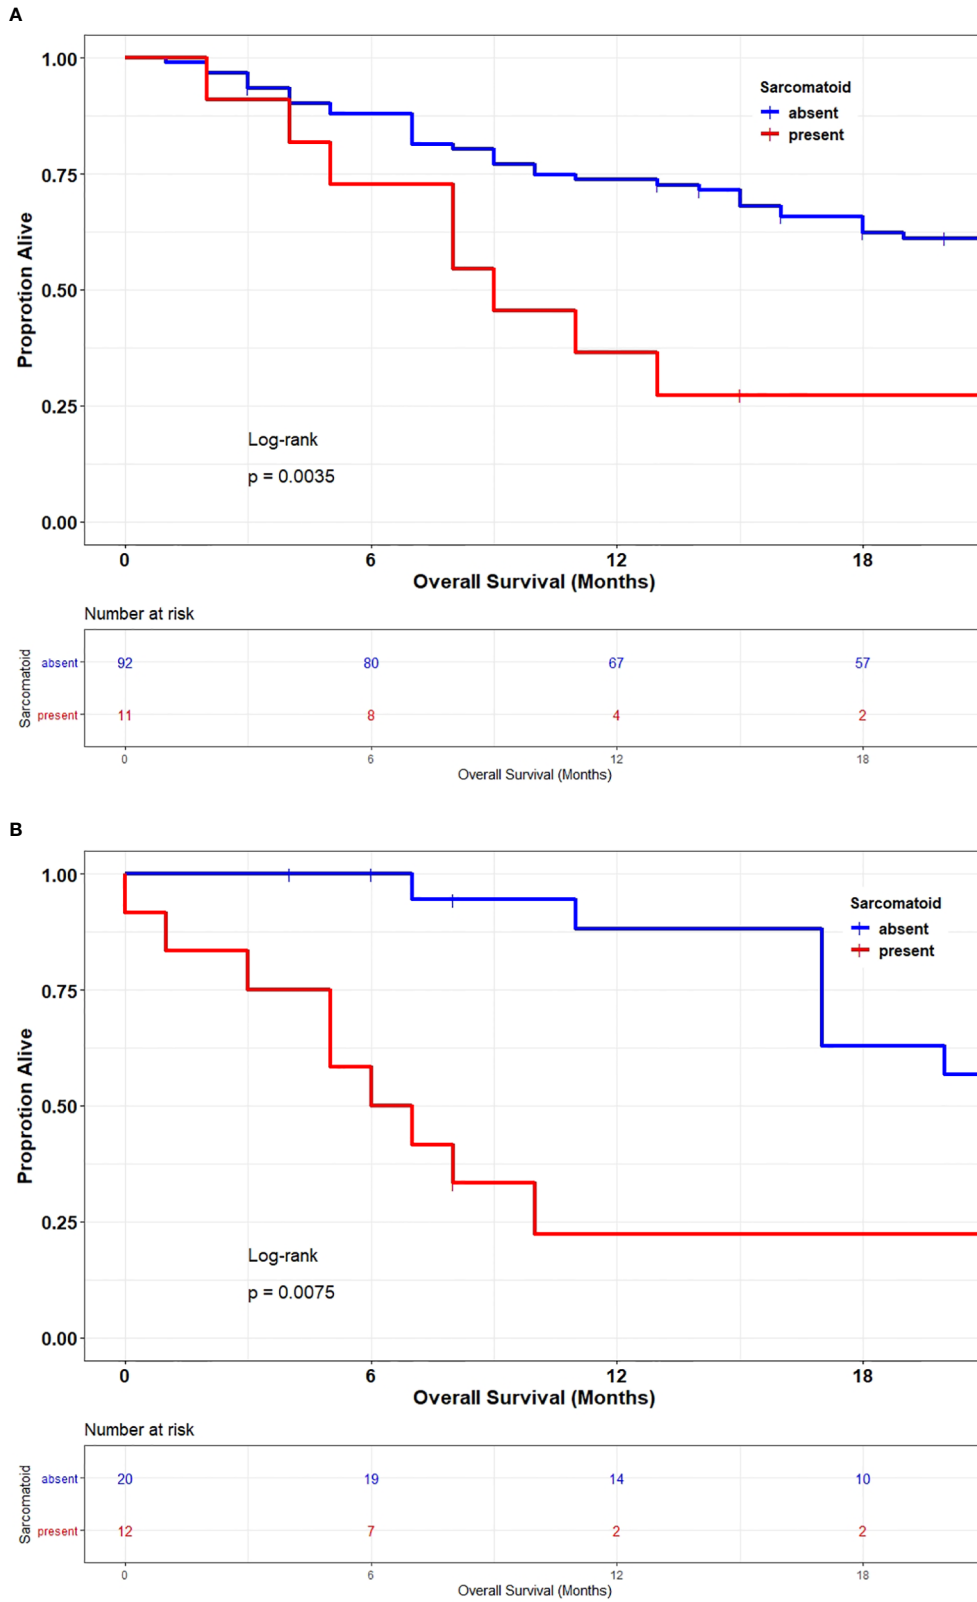 A
1.00
0.75
0.50
0.25
0.00
Proprotion Alive
Sarcomatoid
absent
present
Log-rank
p = 0.0035
0 6 12 18
Overall Survival (Months)
Number at risk
Sarcomatoid
absent 92 80 67 57
present 11 8 4 2
0 6 12 18
Overall Survival (Months)
B
1.00
0.75
0.50
0.25
0.00
Proprotion Alive
Sarcomatoid
absent
present
Log-rank
p = 0.0075
0 6 12 18
Overall Survival (Months)
Number at risk
Sarcomatoid
absent 20 19 14 10
present 12 7 2 2
0 6 12 18
Overall Survival (Months)